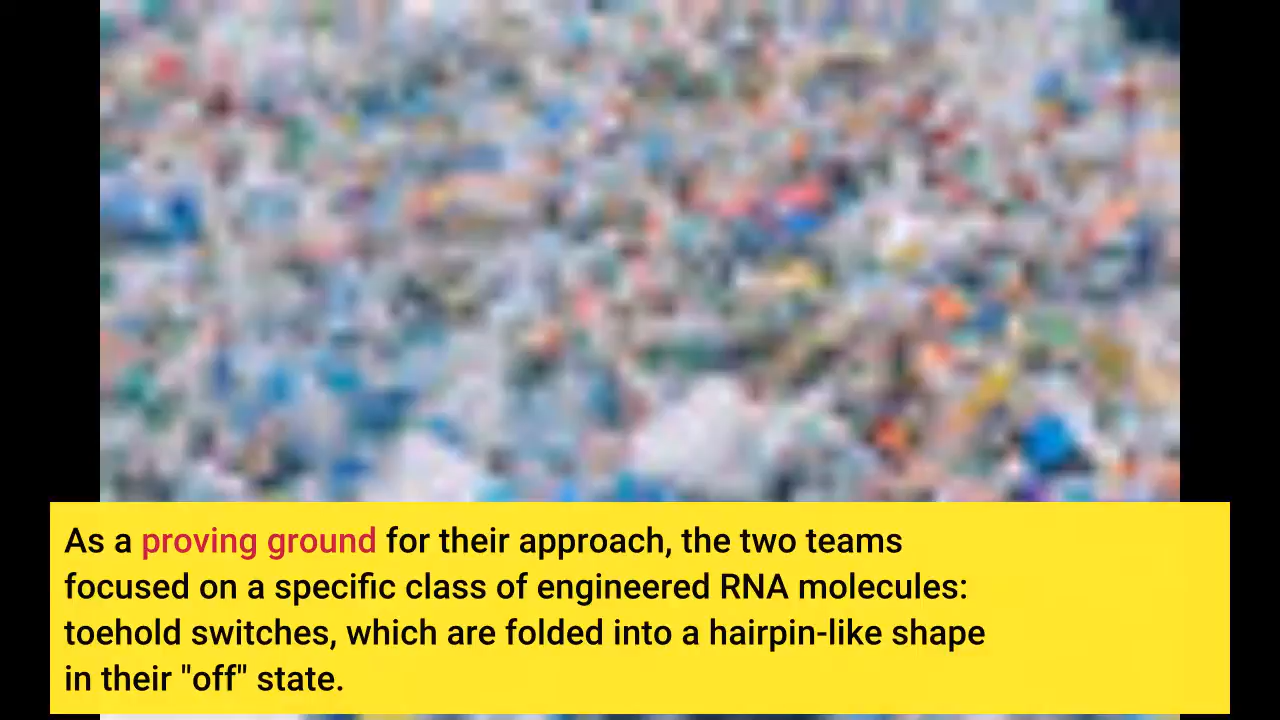 As a proving ground for their approach, the two teams
focused on a specific class of engineered RNA molecules:
toehold switches, which are folded into a hairpin-like shape
in their "off" state.